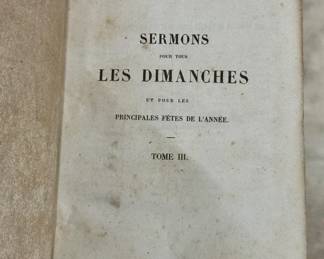 SERMONS
POUR TOUS
LES DIMANCHES
ET POUR LES
PRINCIPALES FÊTES DE L'ANNÉE.
TOME III.